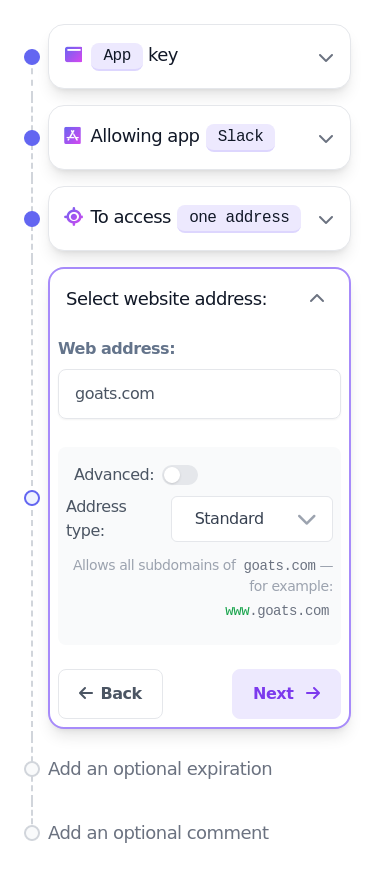 App key
Allowing app Slack
To access one address
Select website address:
Web address:
goats.com
Advanced:
Address
type:
Standard
Allows all subdomains of goats.com —
for example:
www.goats.com
← Back
Next →
Add an optional expiration
Add an optional comment